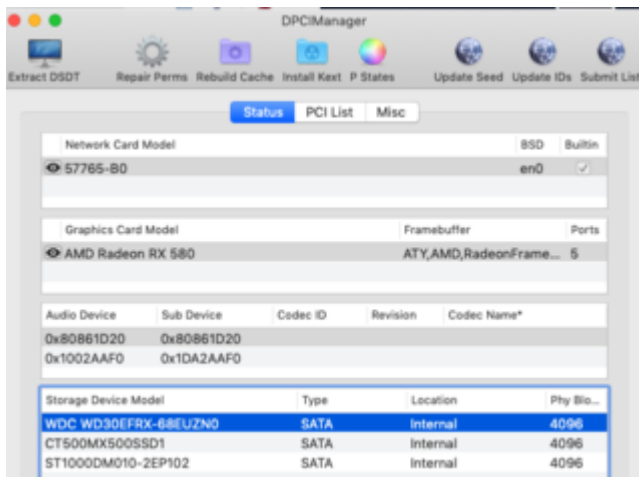 DPCIManager
Extract DSDT Repair Perms Rebuild Cache Install Kext P States Update Seed Update IDs Submit List
Status PCI List Misc
Network Card Model BSD Builtin
57765-B0 en0
Graphics Card Model Framebuffer Ports
AMD Radeon RX 580 ATY,AMD,RadeonFrame... 5
Audio Device Sub Device Codec ID Revision Codec Name*
0x80861D20 0x80861D20
0x1002AAF0 0x1DA2AAF0
Storage Device Model Type Location Phy Blo...
WDC WD30EFRX-68EUZN0 SATA Internal 4096
CT500MX500SSD1 SATA Internal 4096
ST1000DM010-2EP102 SATA Internal 4096